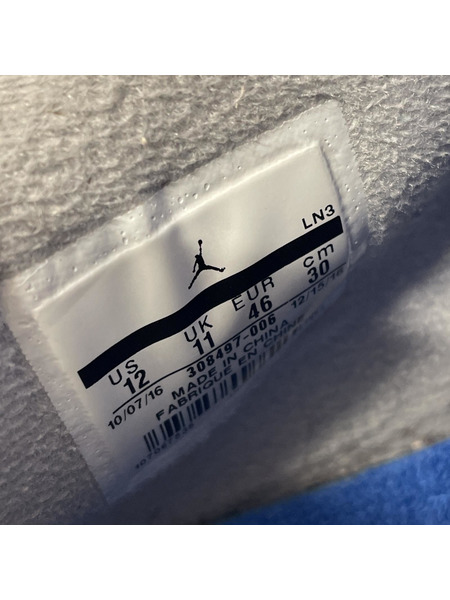 LN3
US UK EUR cm
12 11 46 30
10/07/16 308497-006 12/15/16
MADE IN CHINA
FABRIQUE EN CHINE